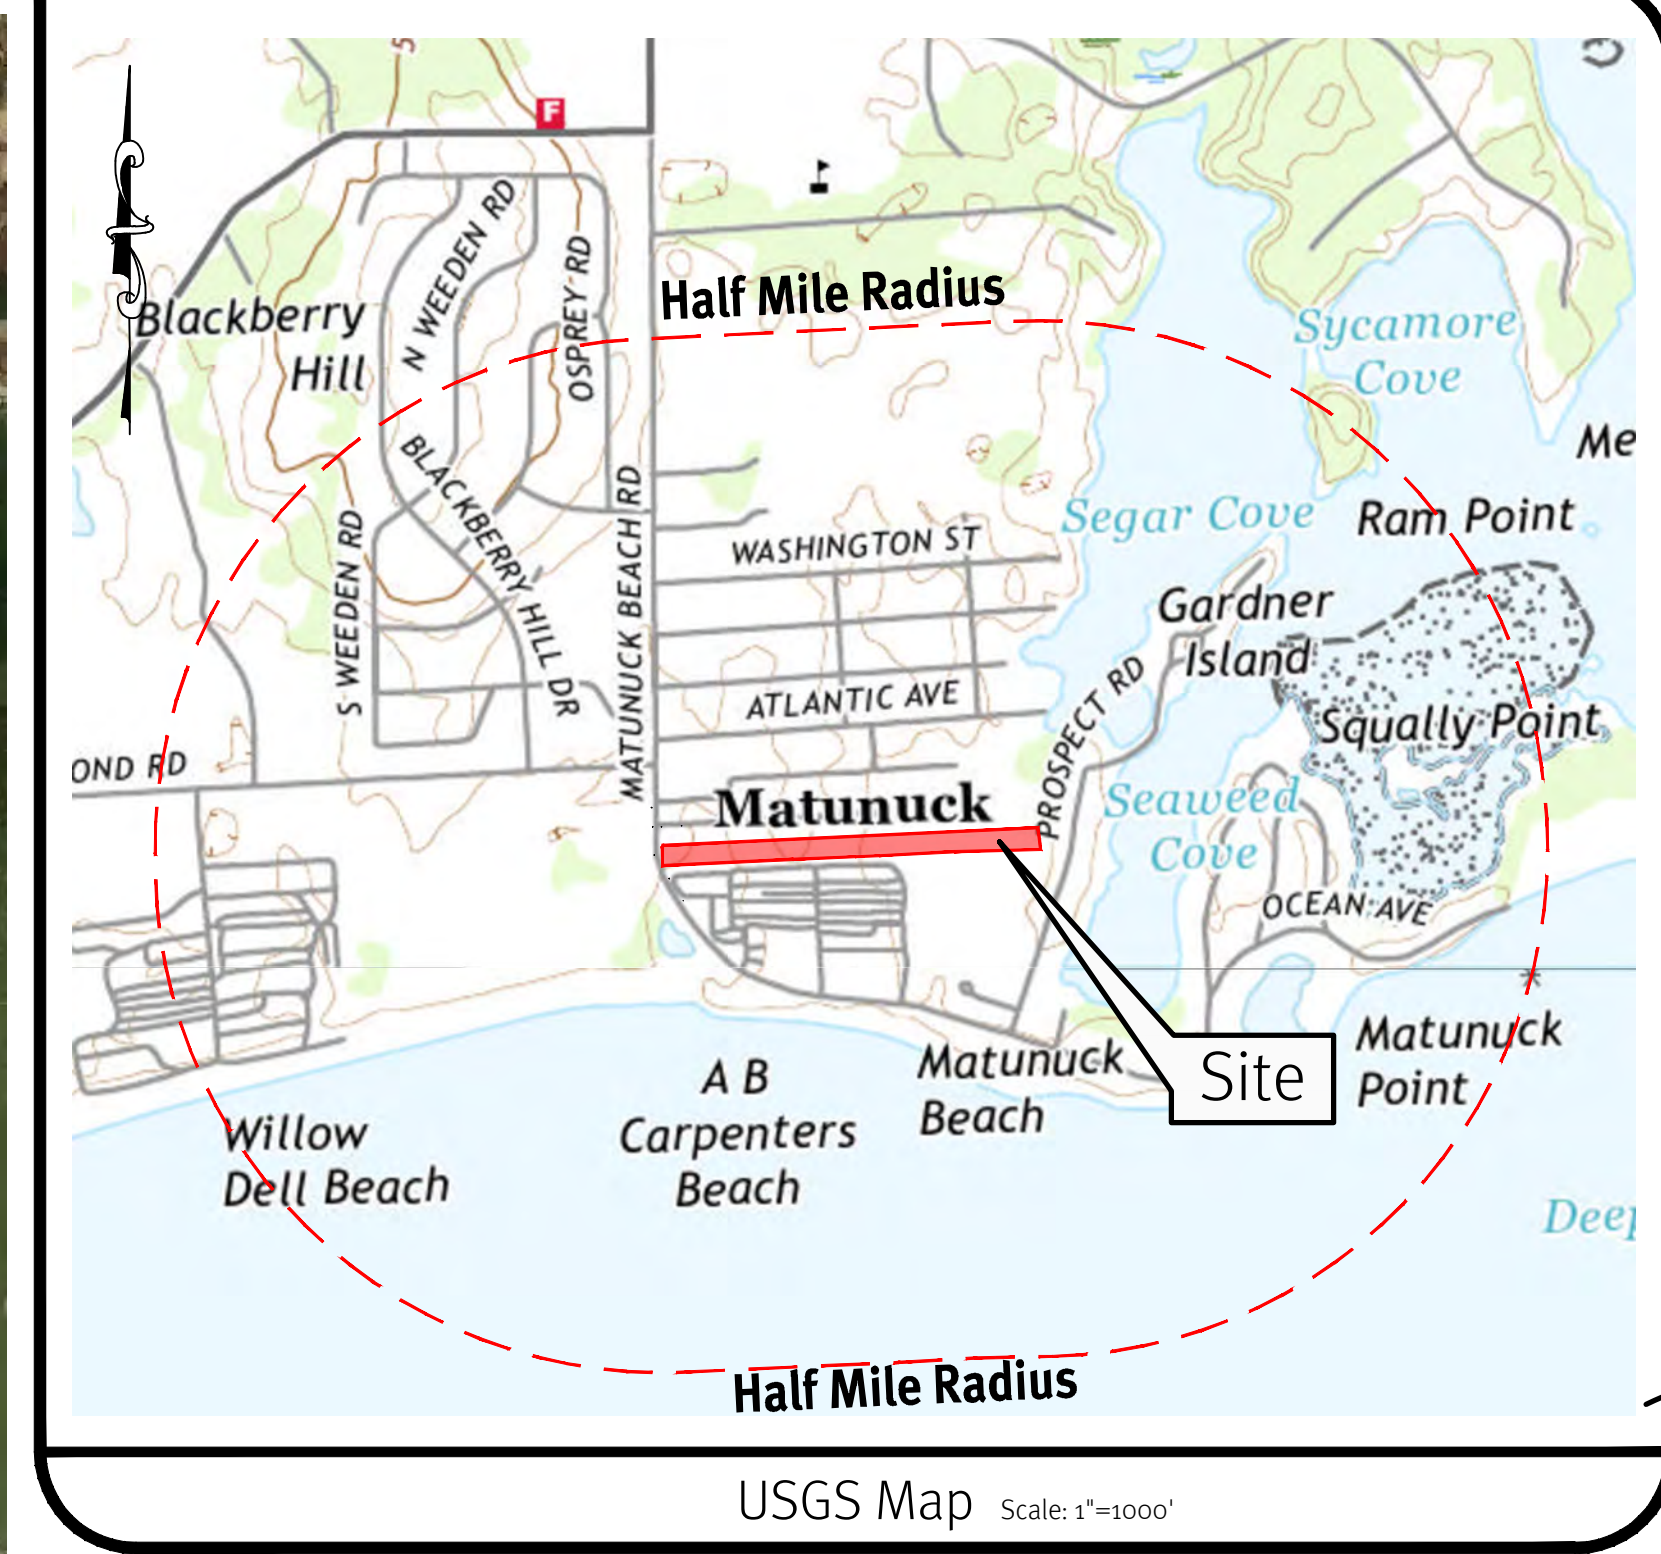 5
F
N WEEDEN RD
OSPREY RD
Half Mile Radius
Blackberry
Hill
Sycamore
Cove
Me
BLACKBERRY HILL DR
S WEEDEN RD
MATUNUCK BEACH RD
Segar Cove
Ram Point
WASHINGTON ST
Gardner
Island
ATLANTIC AVE
PROSPECT RD
Squally Point
OND RD
Matunuck
Seaweed
Cove
OCEAN AVE
Matunuck
Point
Site
A B
Carpenters
Beach
Matunuck
Beach
Willow
Dell Beach
Deep
Half Mile Radius
USGS Map Scale: 1"=1000'